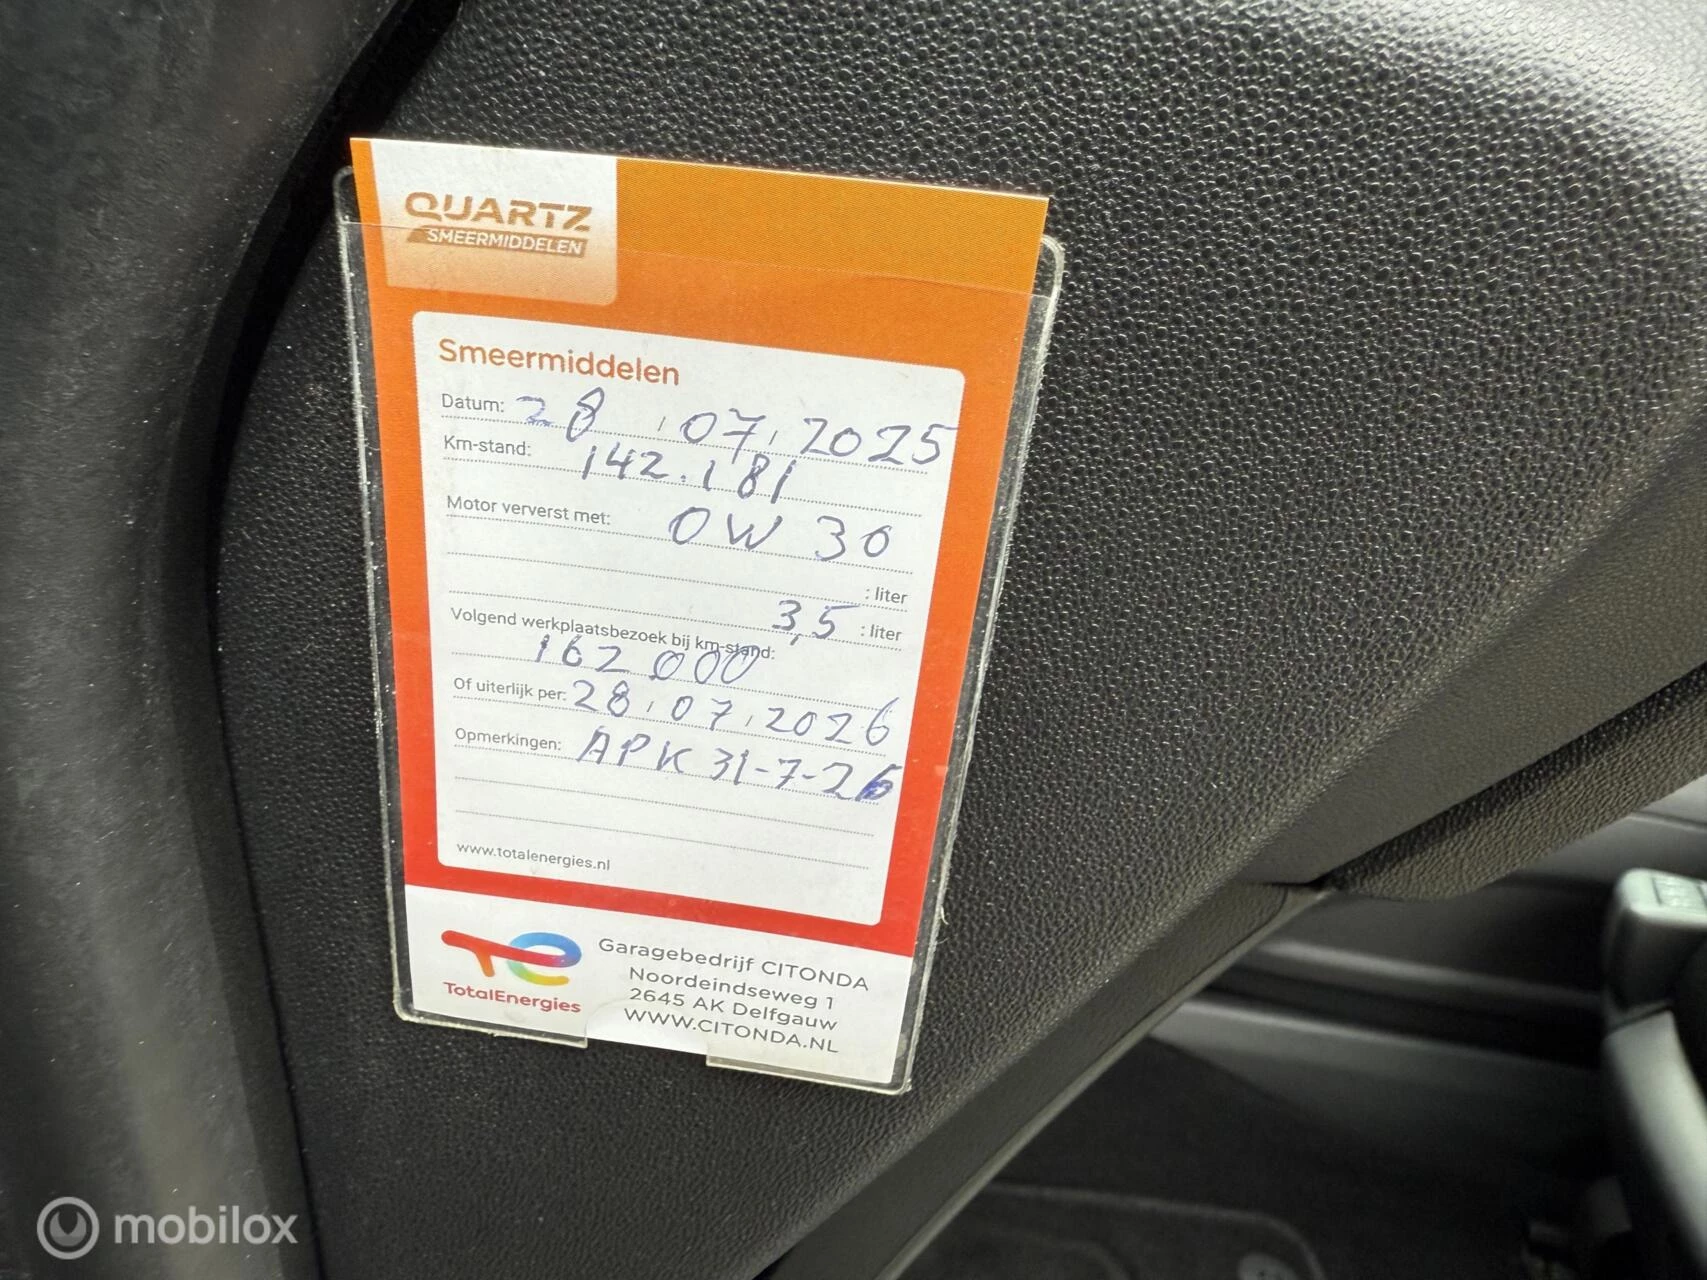 QUARTZ
SMEERMIDDELEN
Smeermiddelen
Datum: 28 , 07 , 2025
Km-stand: 142.181
Motor ververst met: 0W 30
: liter
3,5 : liter
Volgend werkplaatsbezoek bij km-stand:
162 000
Of uiterlijk per: 28 , 07 , 2026
Opmerkingen: APK 31-7-26
www.totalenergies.nl
TotalEnergies
Garagebedrijf CITONDA
Noordeindseweg 1
2645 AK Delfgauw
WWW.CITONDA.NL
mobilox